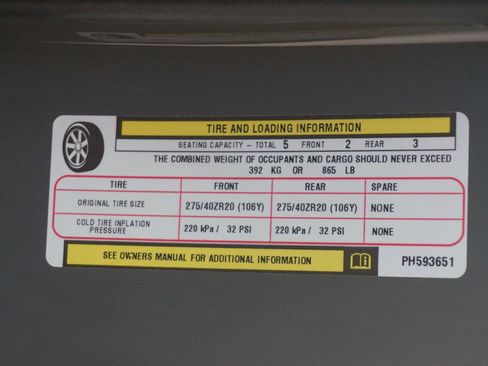 TIRE AND LOADING INFORMATION
SEATING CAPACITY - TOTAL 5 FRONT 2 REAR 3
THE COMBINED WEIGHT OF OCCUPANTS AND CARGO SHOULD NEVER EXCEED
392 KG OR 865 LB
TIRE FRONT REAR SPARE
ORIGINAL TIRE SIZE 275/40ZR20 (106Y) 275/40ZR20 (106Y) NONE
COLD TIRE INFLATION
PRESSURE 220 kPa / 32 PSI 220 kPa / 32 PSI NONE
SEE OWNERS MANUAL FOR ADDITIONAL INFORMATION PH593651